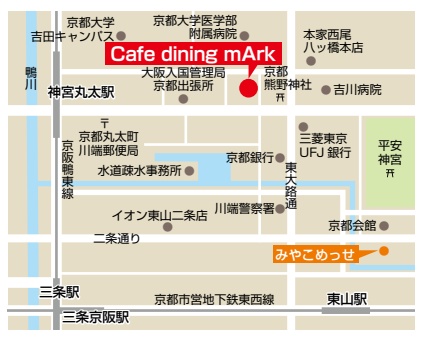 京都大学
吉田キャンパス
京都大学医学部
附属病院
本家西尾
八ッ橋本店
Cafe dining mArk
鴨川
神宮丸太駅
大阪入国管理局
京都出張所
京都
熊野神社
吉川病院
〒
京都丸太町
川端郵便局
三菱東京
UFJ 銀行
平安
神宮
京阪鴨東線
水道疎水事務所
京都銀行
東大路通
イオン東山二条店
川端警察署
京都会館
二条通り
みやこめっせ
三条駅
京都市営地下鉄東西線
東山駅
三条京阪駅